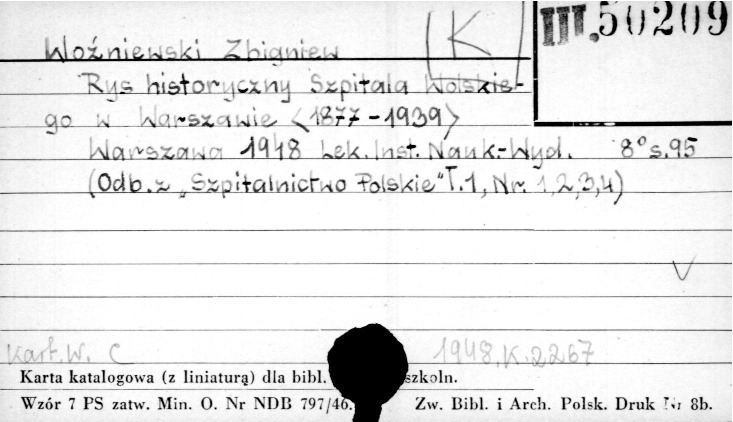 III. 50209
[K]
Woźniewski Zbigniew
Rys historyczny Szpitala Wolskie-
go w Warszawie <1877-1939>
Warszawa 1948 Lek. Inst. Nauk.-Wyd. 8° s. 95
(Odb. z „Szpitalnictwo Polskie" T. 1, Nr. 1, 2, 3, 4)
V
Kart. W. C 1948. K. 2267
Karta katalogowa (z liniaturą) dla bibl. szkoln.
Wzór 7 PS zatw. Min. O. Nr NDB 797/46. Zw. Bibl. i Arch. Polsk. Druk Nr 8b.